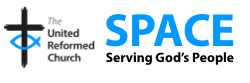 The
United
Reformed
Church
SPACE
Serving God's People